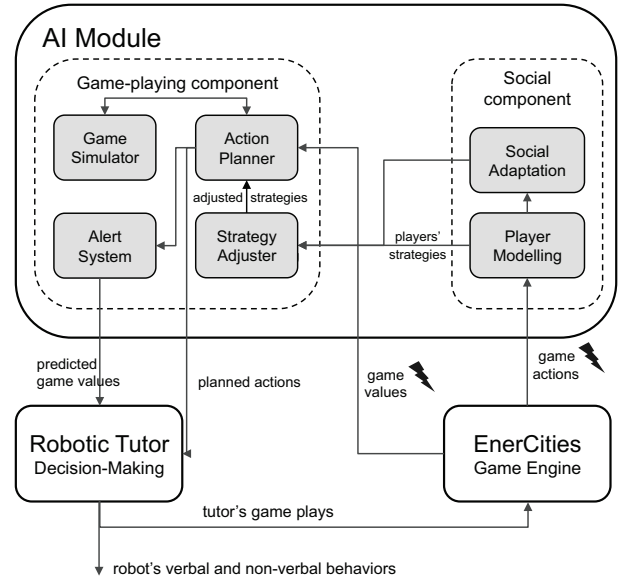 AI Module
Game-playing component
Social
component
Game
Simulator
Action
Planner
Social
Adaptation
adjusted strategies
Alert
System
Strategy
Adjuster
players'
strategies
Player
Modelling
predicted
game values
planned actions
game
values
game
actions
Robotic Tutor
Decision-Making
EnerCities
Game Engine
tutor's game plays
robot's verbal and non-verbal behaviors